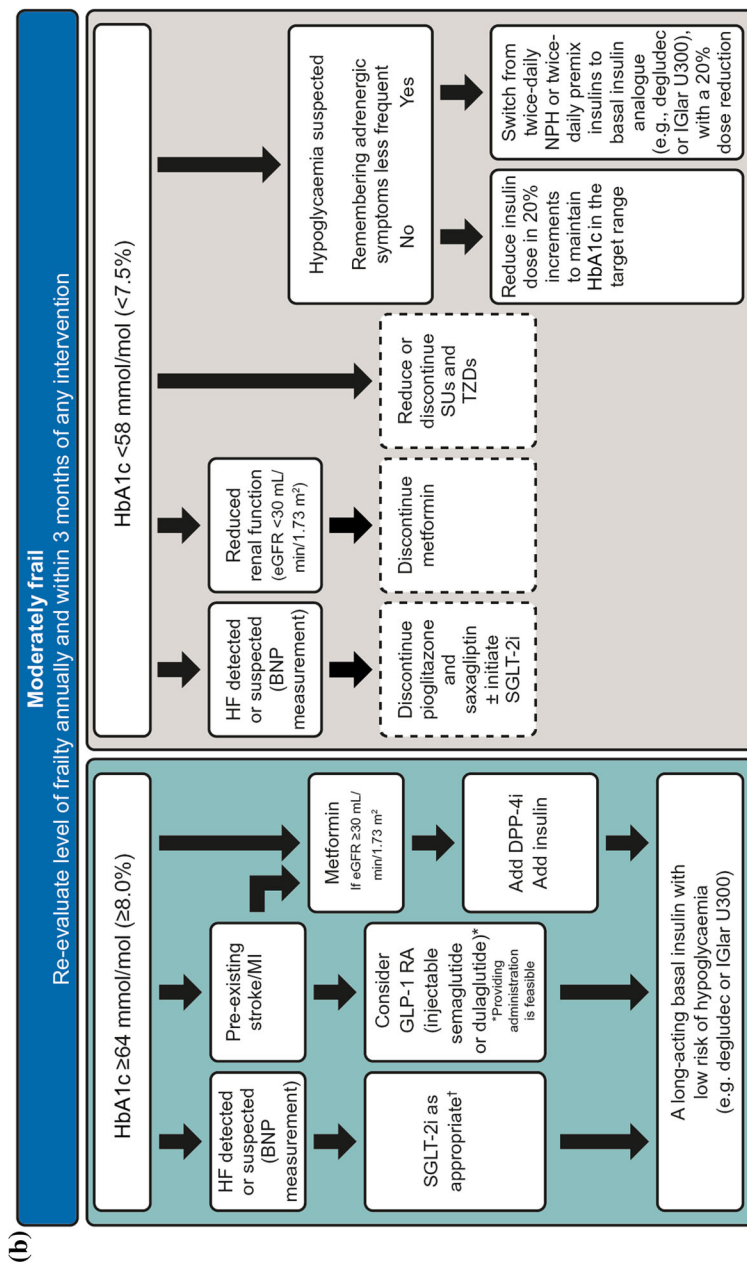 (b)
Moderately frail
Re-evaluate level of frailty annually and within 3 months of any intervention
HbA1c ≥64 mmol/mol (≥8.0%)
HF detected
or suspected
(BNP
measurement)
SGLT-2i as
appropriate†
Pre-existing
stroke/MI
Consider
GLP-1 RA
(injectable
semaglutide
or dulaglutide)*
*Providing
administration
is feasible
Metformin
If eGFR ≥30 mL/
min/1.73 m²
Add DPP-4i
Add insulin
A long-acting basal insulin with
low risk of hypoglycaemia
(e.g. degludec or IGlar U300)
HbA1c <58 mmol/mol (<7.5%)
HF detected
or suspected
(BNP
measurement)
Discontinue
pioglitazone
and
saxagliptin
± initiate
SGLT-2i
Reduced
renal function
(eGFR <30 mL/
min/1.73 m²)
Discontinue
metformin
Reduce or
discontinue
SUs and
TZDs
Hypoglycaemia suspected
Remembering adrenergic
symptoms less frequent
No Yes
Reduce insulin
dose in 20%
increments
to maintain
HbA1c in the
target range
Switch from
twice-daily
NPH or twice-
daily premix
insulins to
basal insulin
analogue
(e.g., degludec
or IGlar U300),
with a 20%
dose reduction